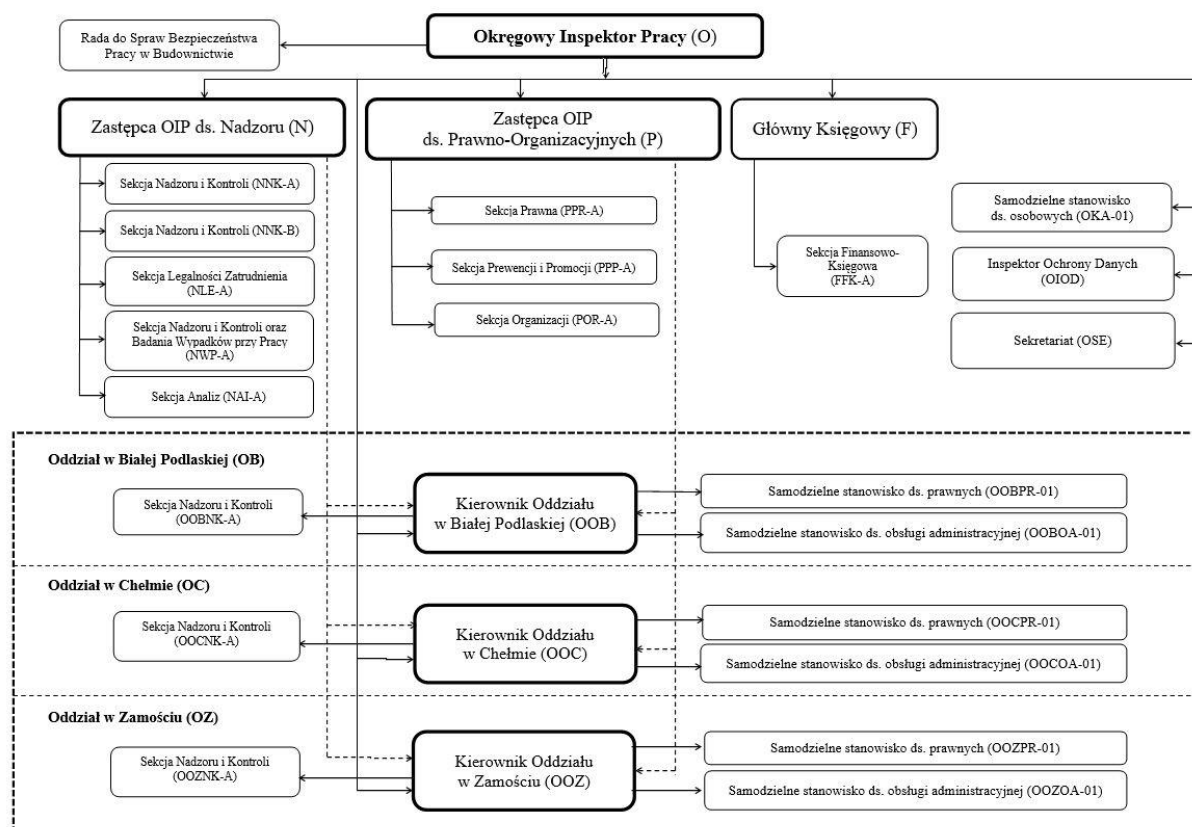 Rada do Spraw Bezpieczeństwa
Pracy w Budownictwie
Okręgowy Inspektor Pracy (O)
Zastępca OIP ds. Nadzoru (N)
Zastępca OIP
ds. Prawno-Organizacyjnych (P)
Główny Księgowy (F)
Sekcja Nadzoru i Kontroli (NNK-A)
Sekcja Nadzoru i Kontroli (NNK-B)
Sekcja Legalności Zatrudnienia
(NLE-A)
Sekcja Nadzoru i Kontroli oraz
Badania Wypadków przy Pracy
(NWP-A)
Sekcja Analiz (NAI-A)
Sekcja Prawna (PPR-A)
Sekcja Prewencji i Promocji (PPP-A)
Sekcja Organizacji (POR-A)
Sekcja Finansowo-
Księgowa
(FFK-A)
Samodzielne stanowisko
ds. osobowych (OKA-01)
Inspektor Ochrony Danych
(OIOD)
Sekretariat (OSE)
Oddział w Białej Podlaskiej (OB)
Sekcja Nadzoru i Kontroli
(OOBNK-A)
Kierownik Oddziału
w Białej Podlaskiej (OOB)
Samodzielne stanowisko ds. prawnych (OOBPR-01)
Samodzielne stanowisko ds. obsługi administracyjnej (OOBOA-01)
Oddział w Chełmie (OC)
Sekcja Nadzoru i Kontroli
(OOCNK-A)
Kierownik Oddziału
w Chełmie (OOC)
Samodzielne stanowisko ds. prawnych (OOCPR-01)
Samodzielne stanowisko ds. obsługi administracyjnej (OOCOA-01)
Oddział w Zamościu (OZ)
Sekcja Nadzoru i Kontroli
(OOZNK-A)
Kierownik Oddziału
w Zamościu (OOZ)
Samodzielne stanowisko ds. prawnych (OOZPR-01)
Samodzielne stanowisko ds. obsługi administracyjnej (OOZOA-01)